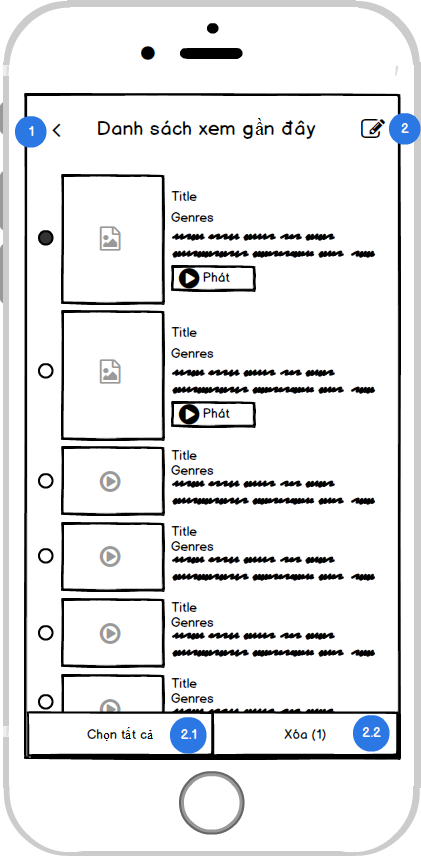 1
Danh sách xem gần đây
2
Title
Genres
Phát
Title
Genres
Phát
Title
Genres
Title
Genres
Title
Genres
Title
Genres
Chọn tất cả
2.1
Xóa (1)
2.2